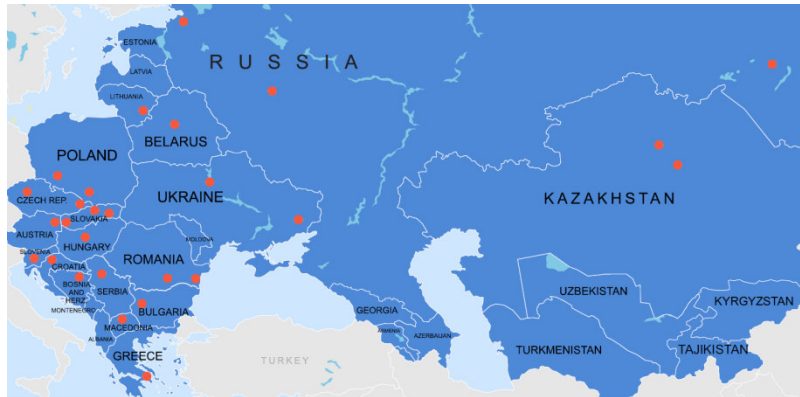 ESTONIA
RUSSIA
LATVIA
LITHUANIA
BELARUS
POLAND
UKRAINE
CZECH REP.
KAZAKHSTAN
SLOVAKIA
AUSTRIA
HUNGARY
MOLDOVA
SLOVENIA
ROMANIA
CROATIA
BOSNIA
AND
HERZ.
SERBIA
UZBEKISTAN
KYRGYZSTAN
MONTENEGRO
BULGARIA
GEORGIA
MACEDONIA
ARMENIA
AZERBAIJAN
ALBANIA
TURKMENISTAN
TAJIKISTAN
GREECE
TURKEY